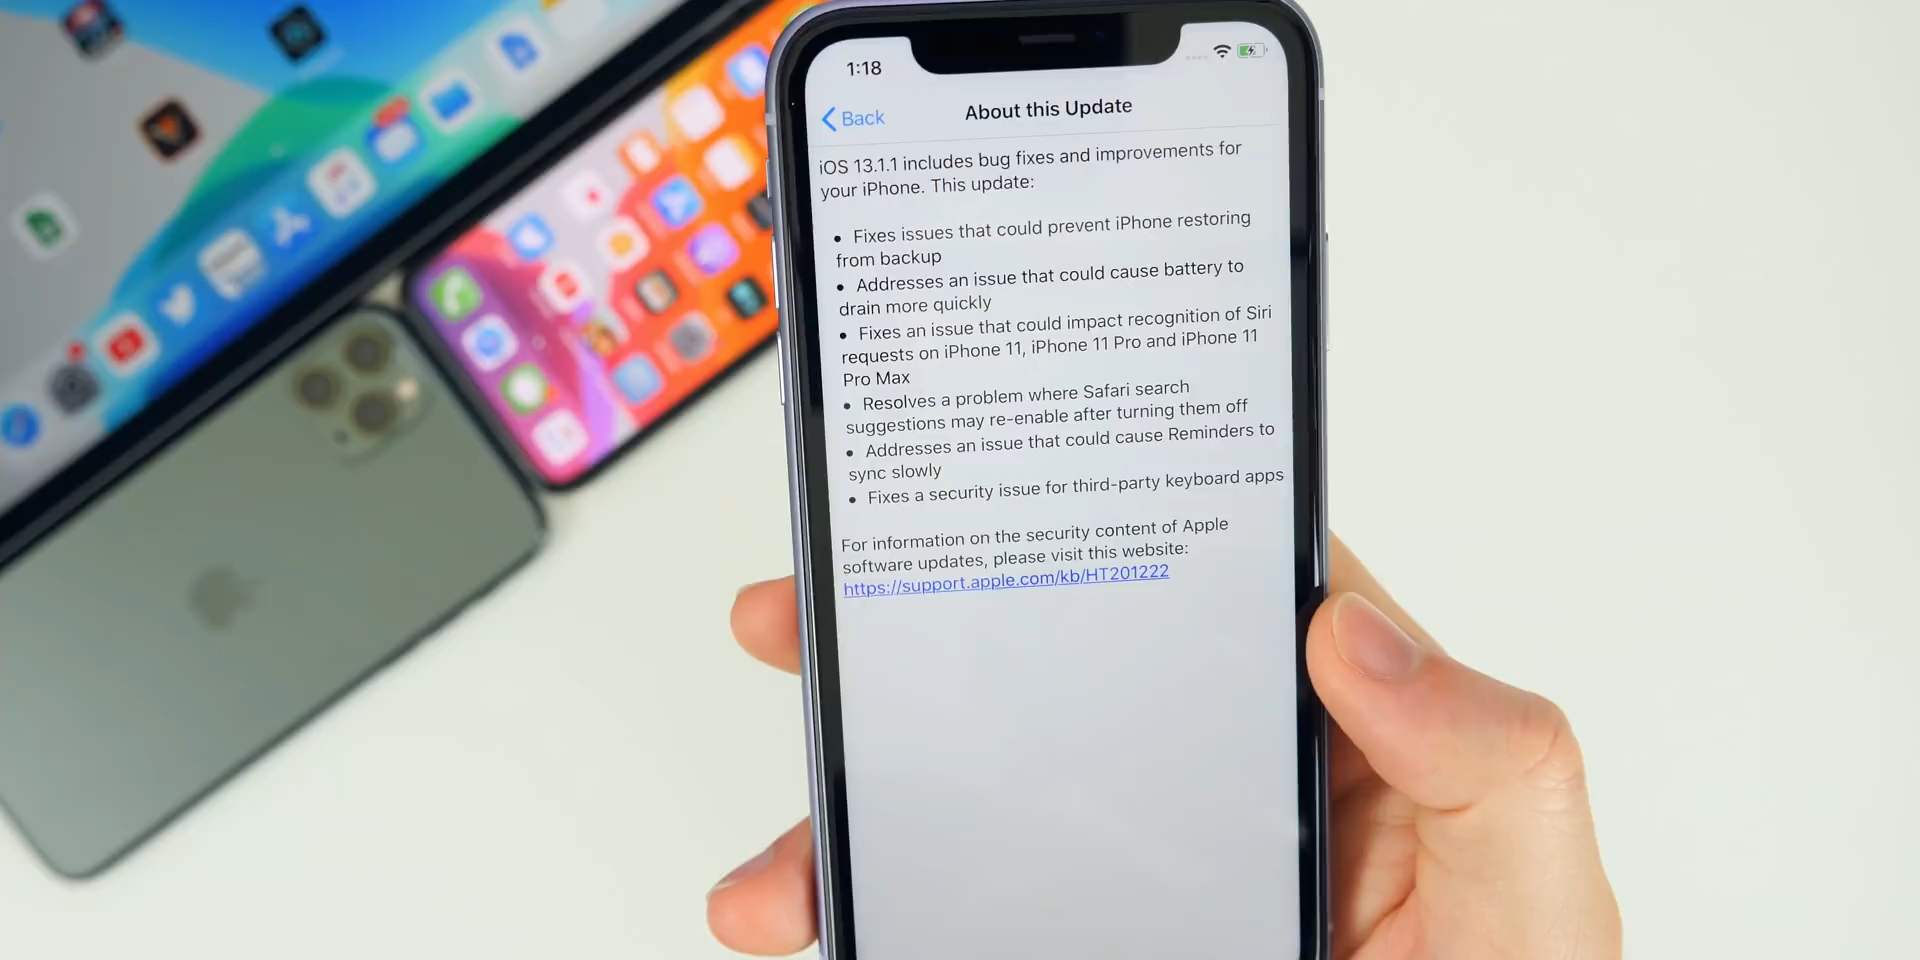 1:18
Back
About this Update
iOS 13.1.1 includes bug fixes and improvements for
your iPhone. This update:
• Fixes issues that could prevent iPhone restoring
from backup
• Addresses an issue that could cause battery to
drain more quickly
• Fixes an issue that could impact recognition of Siri
requests on iPhone 11, iPhone 11 Pro and iPhone 11
Pro Max
• Resolves a problem where Safari search
suggestions may re-enable after turning them off
• Addresses an issue that could cause Reminders to
sync slowly
• Fixes a security issue for third-party keyboard apps
For information on the security content of Apple
software updates, please visit this website:
https://support.apple.com/kb/HT201222